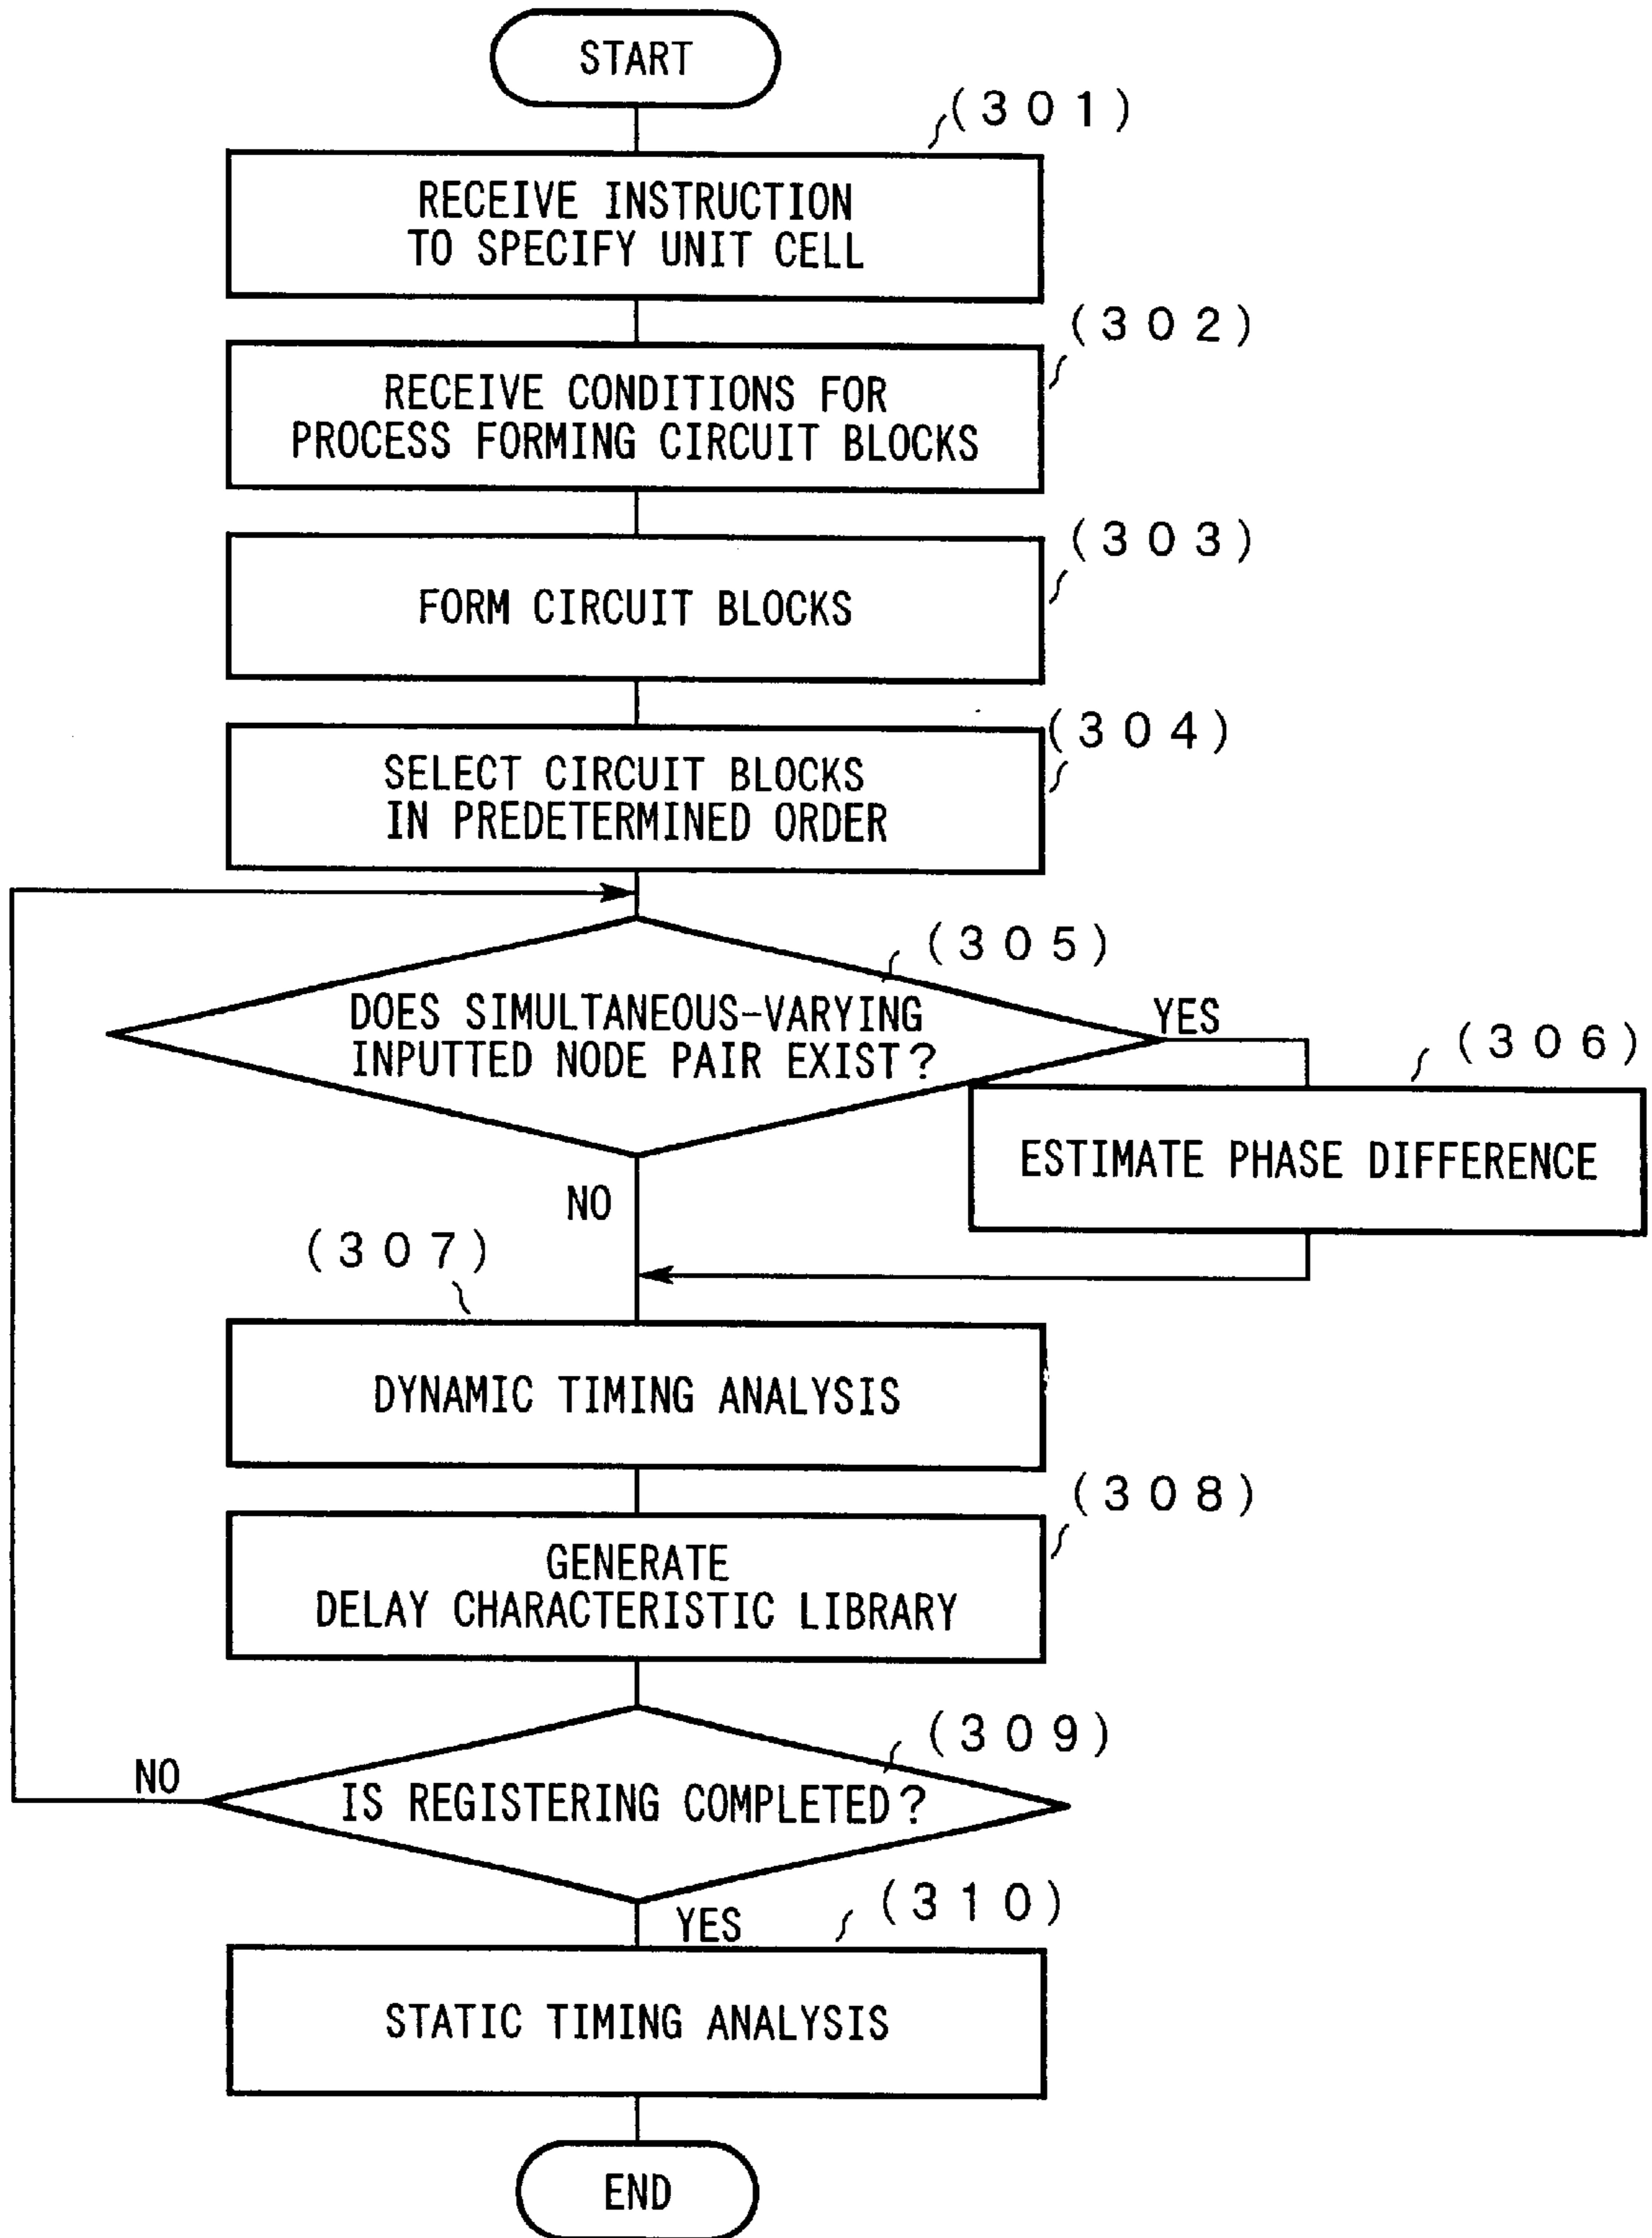 START
(301)
RECEIVE INSTRUCTION
TO SPECIFY UNIT CELL
(302)
RECEIVE CONDITIONS FOR
PROCESS FORMING CIRCUIT BLOCKS
(303)
FORM CIRCUIT BLOCKS
(304)
SELECT CIRCUIT BLOCKS
IN PREDETERMINED ORDER
(305)
DOES SIMULTANEOUS-VARYING
INPUTTED NODE PAIR EXIST?
YES
(306)
ESTIMATE PHASE DIFFERENCE
NO
(307)
DYNAMIC TIMING ANALYSIS
(308)
GENERATE
DELAY CHARACTERISTIC LIBRARY
(309)
IS REGISTERING COMPLETED?
NO
YES
(310)
STATIC TIMING ANALYSIS
END